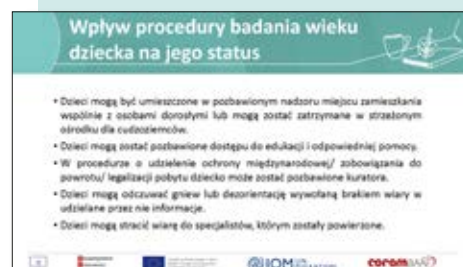 Wpływ procedury badania wieku
dziecka na jego status
• Dzieci mogą być umieszczone w pozbawionym nadzoru miejscu zamieszkania
wspólnie z osobami dorosłymi lub mogą zostać zatrzymane w strzeżonym
ośrodku dla cudzoziemców.
• Dzieci mogą zostać pozbawione dostępu do edukacji i odpowiedniej pomocy.
• W procedurze o udzielenie ochrony międzynarodowej/ zobowiązania do
powrotu/ legalizacji pobytu dziecko może zostać pozbawione kuratora.
• Dzieci mogą odczuwać gniew lub dezorientację wywołaną brakiem wiary w
udzielane przez nie informacje.
• Dzieci mogą stracić wiarę do specjalistów, którym zostały powierzone.
IOM coram